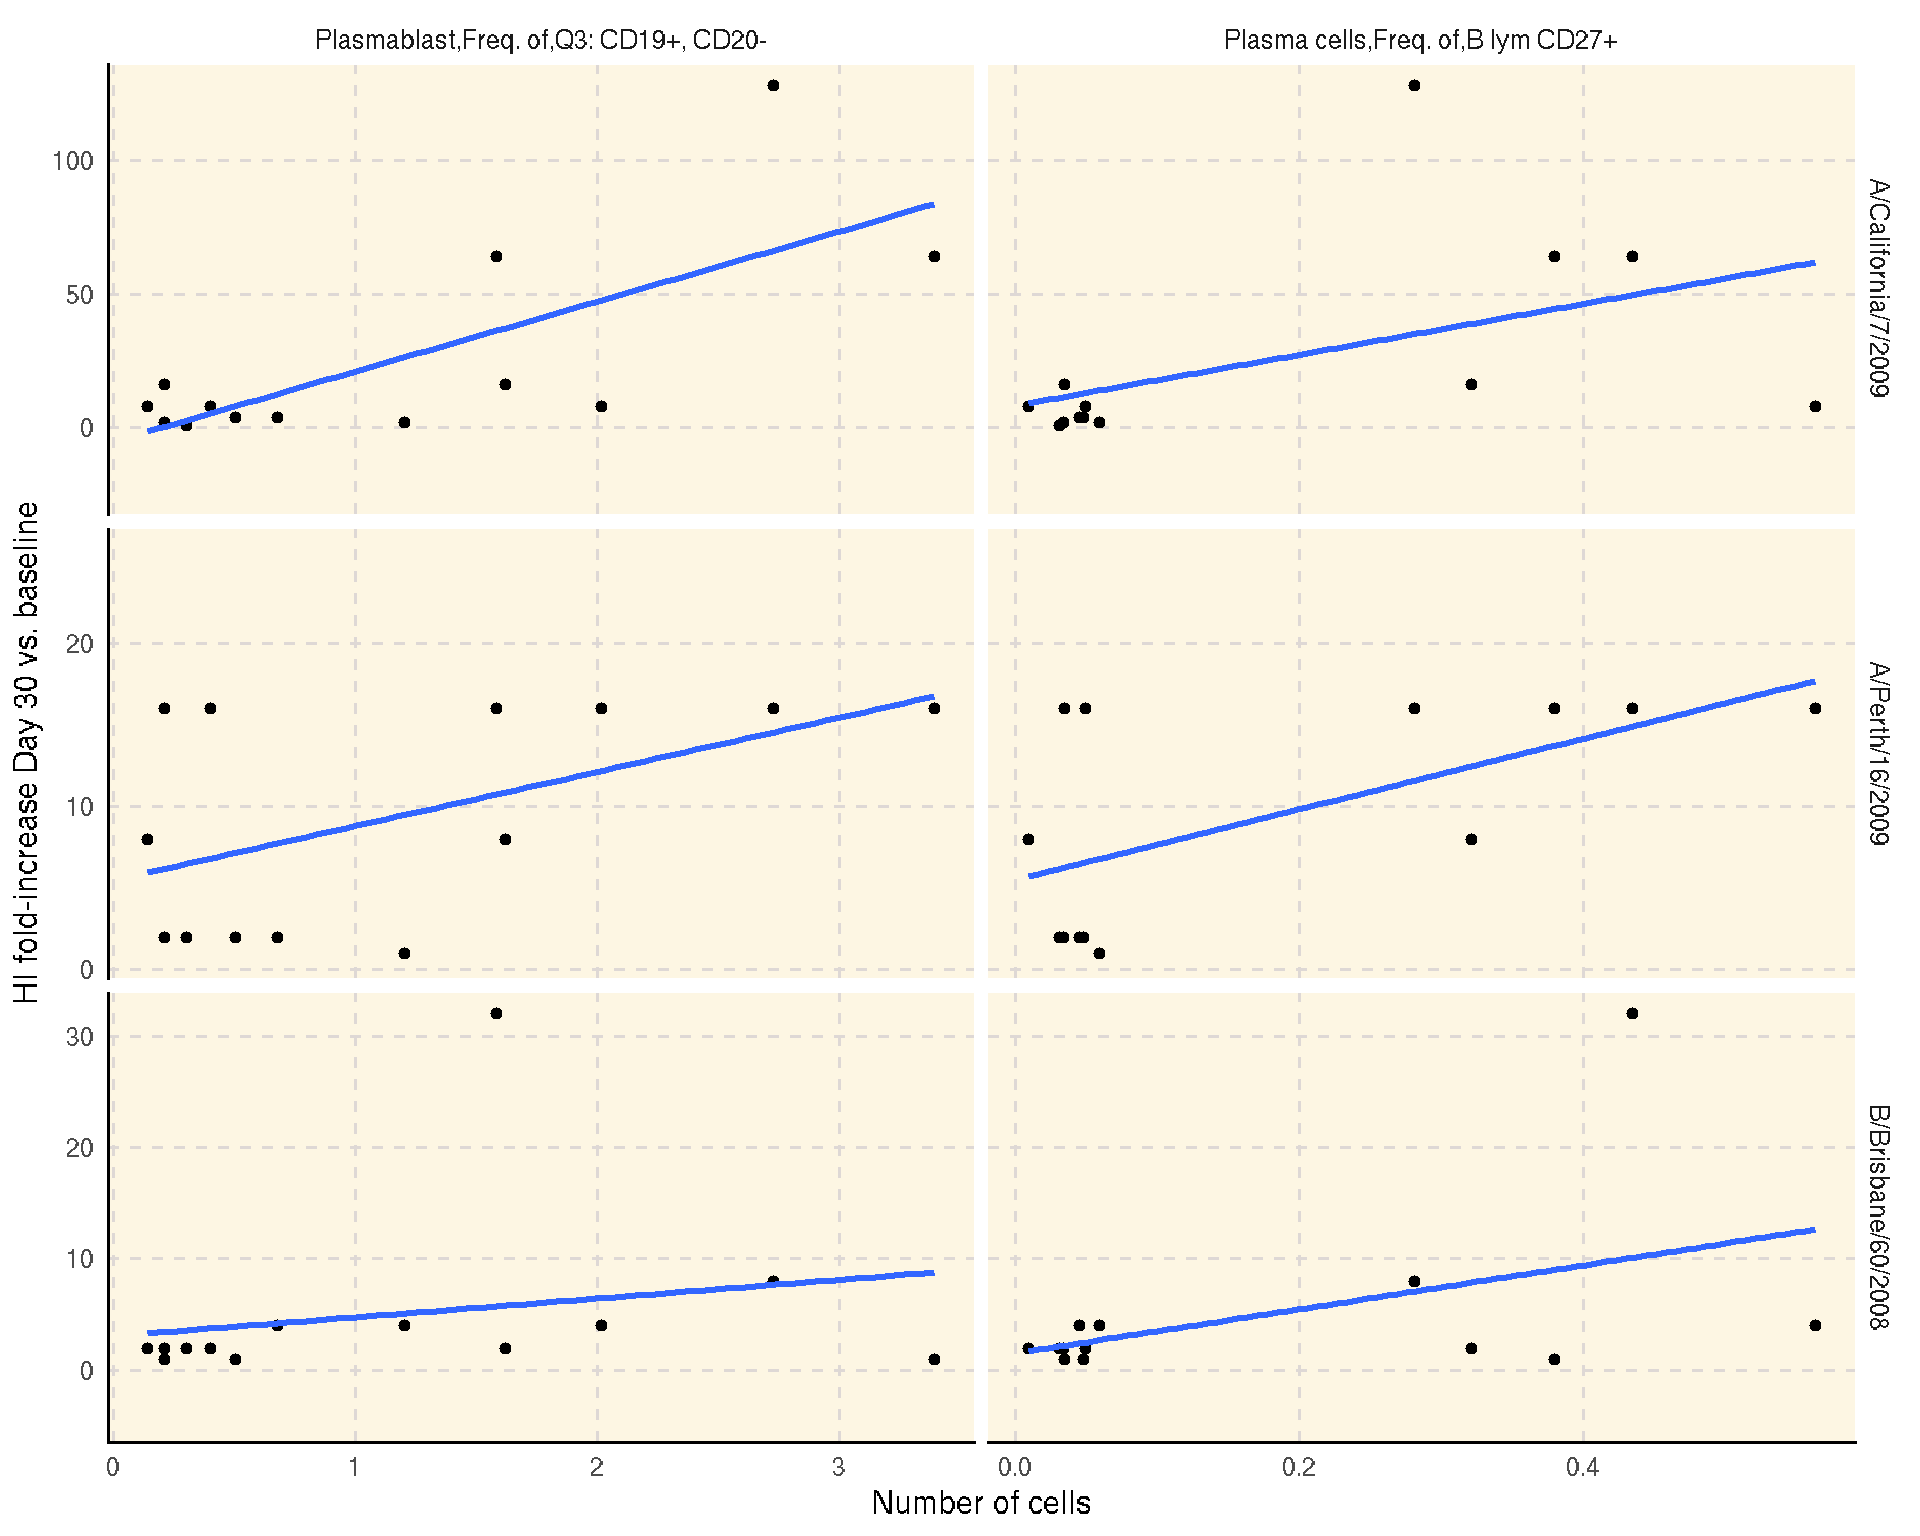 Plasmablast,Freq. of,Q3: CD19+, CD20-
Plasma cells,Freq. of,B lym CD27+
100
50
0
A/California/7/2009
HI fold-increase Day 30 vs. baseline
20
10
0
A/Perth/16/2009
30
20
10
0
B/Brisbane/60/2008
0 1 2 3
0.0 0.2 0.4
Number of cells